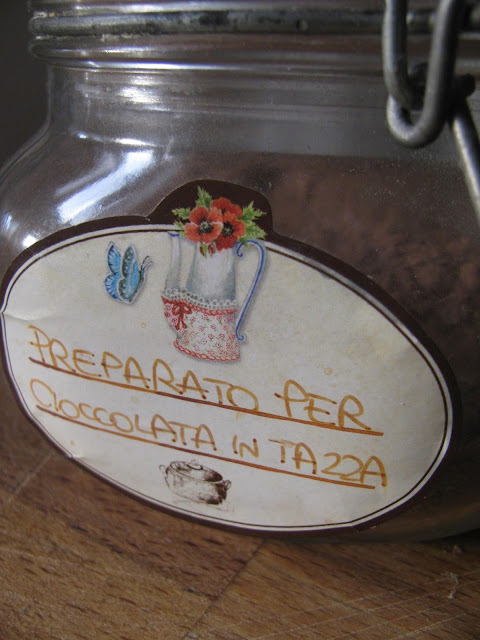 PREPARATO PER
CIOCCOLATA IN TAZZA